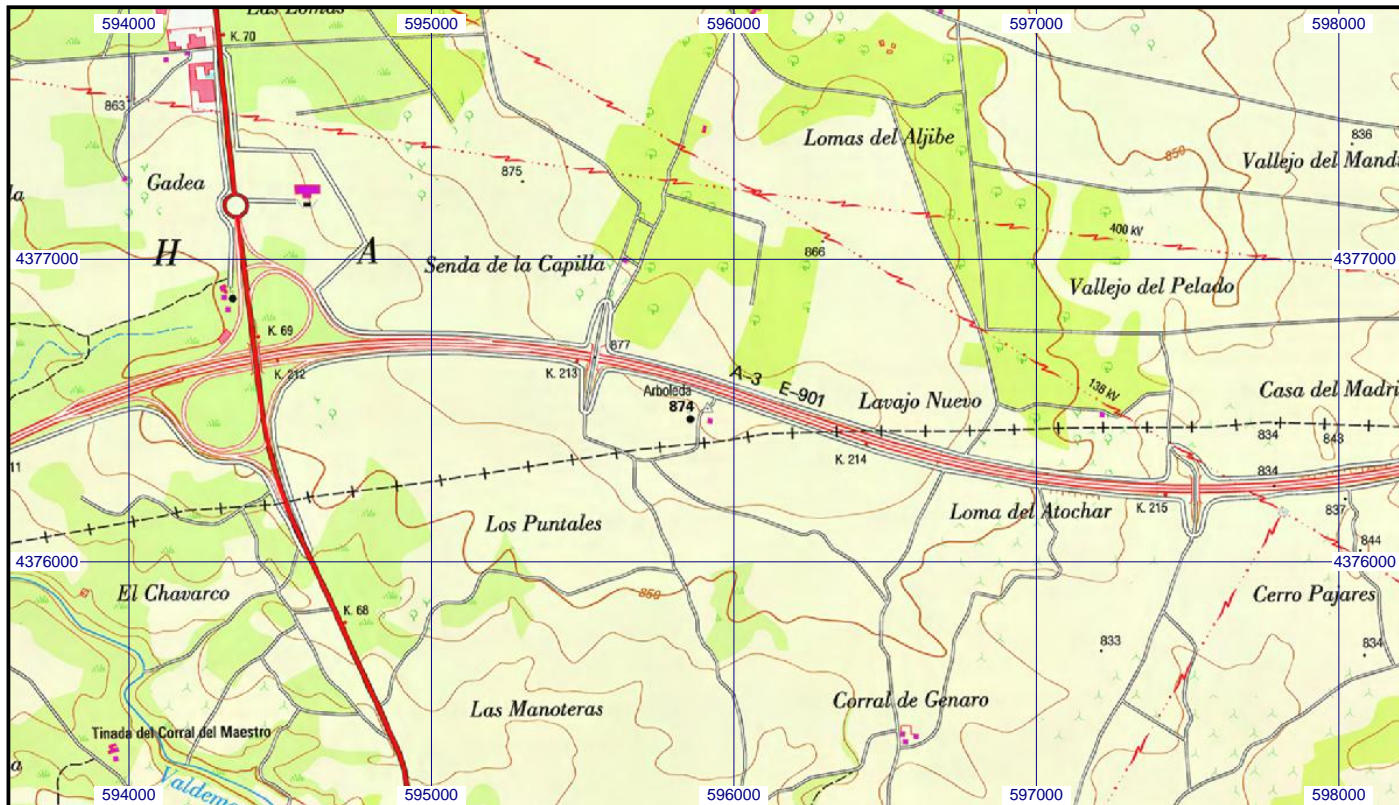 Las Lomas
594000
595000
596000
597000
598000
K. 70
863
Lomas del Aljibe
836
850
Vallejo del Mand
875
Gadea
la
H
A
400 kV
866
Senda de la Capilla
4377000
4377000
Vallejo del Pelado
K. 69
877
K. 212
K. 213
A-3 E-901
138 kV
Arboleda
874
Lavajo Nuevo
Casa del Madri
834
843
K. 214
11
834
Los Puntales
Loma del Atochar
K. 215
837
844
4376000
4376000
El Chavarco
850
Cerro Pajares
K. 68
833
834
Las Manoteras
Corral de Genaro
Tinada del Corral del Maestro
a
Valdem
594000
595000
596000
597000
598000